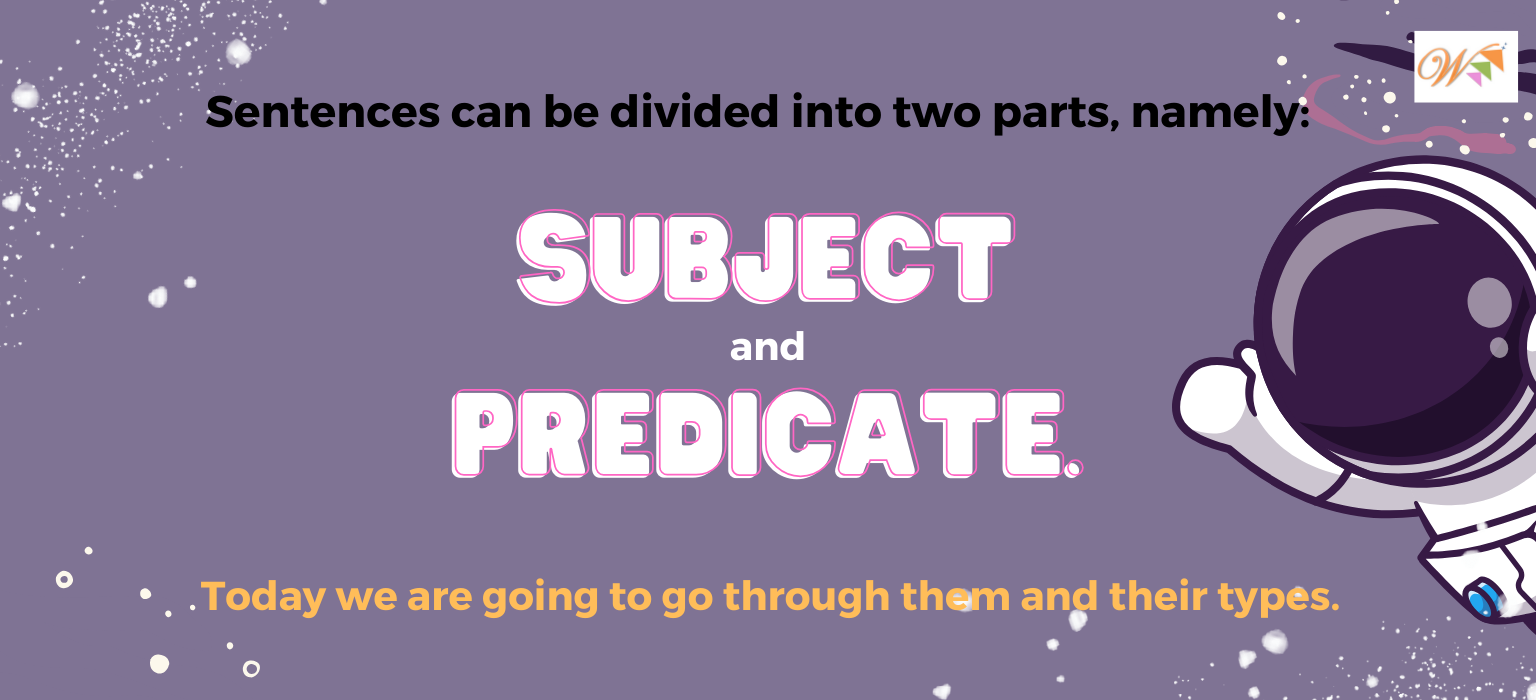 W
Sentences can be divided into two parts, namely:
SUBJECT
and
PREDICATE.
Today we are going to go through them and their types.